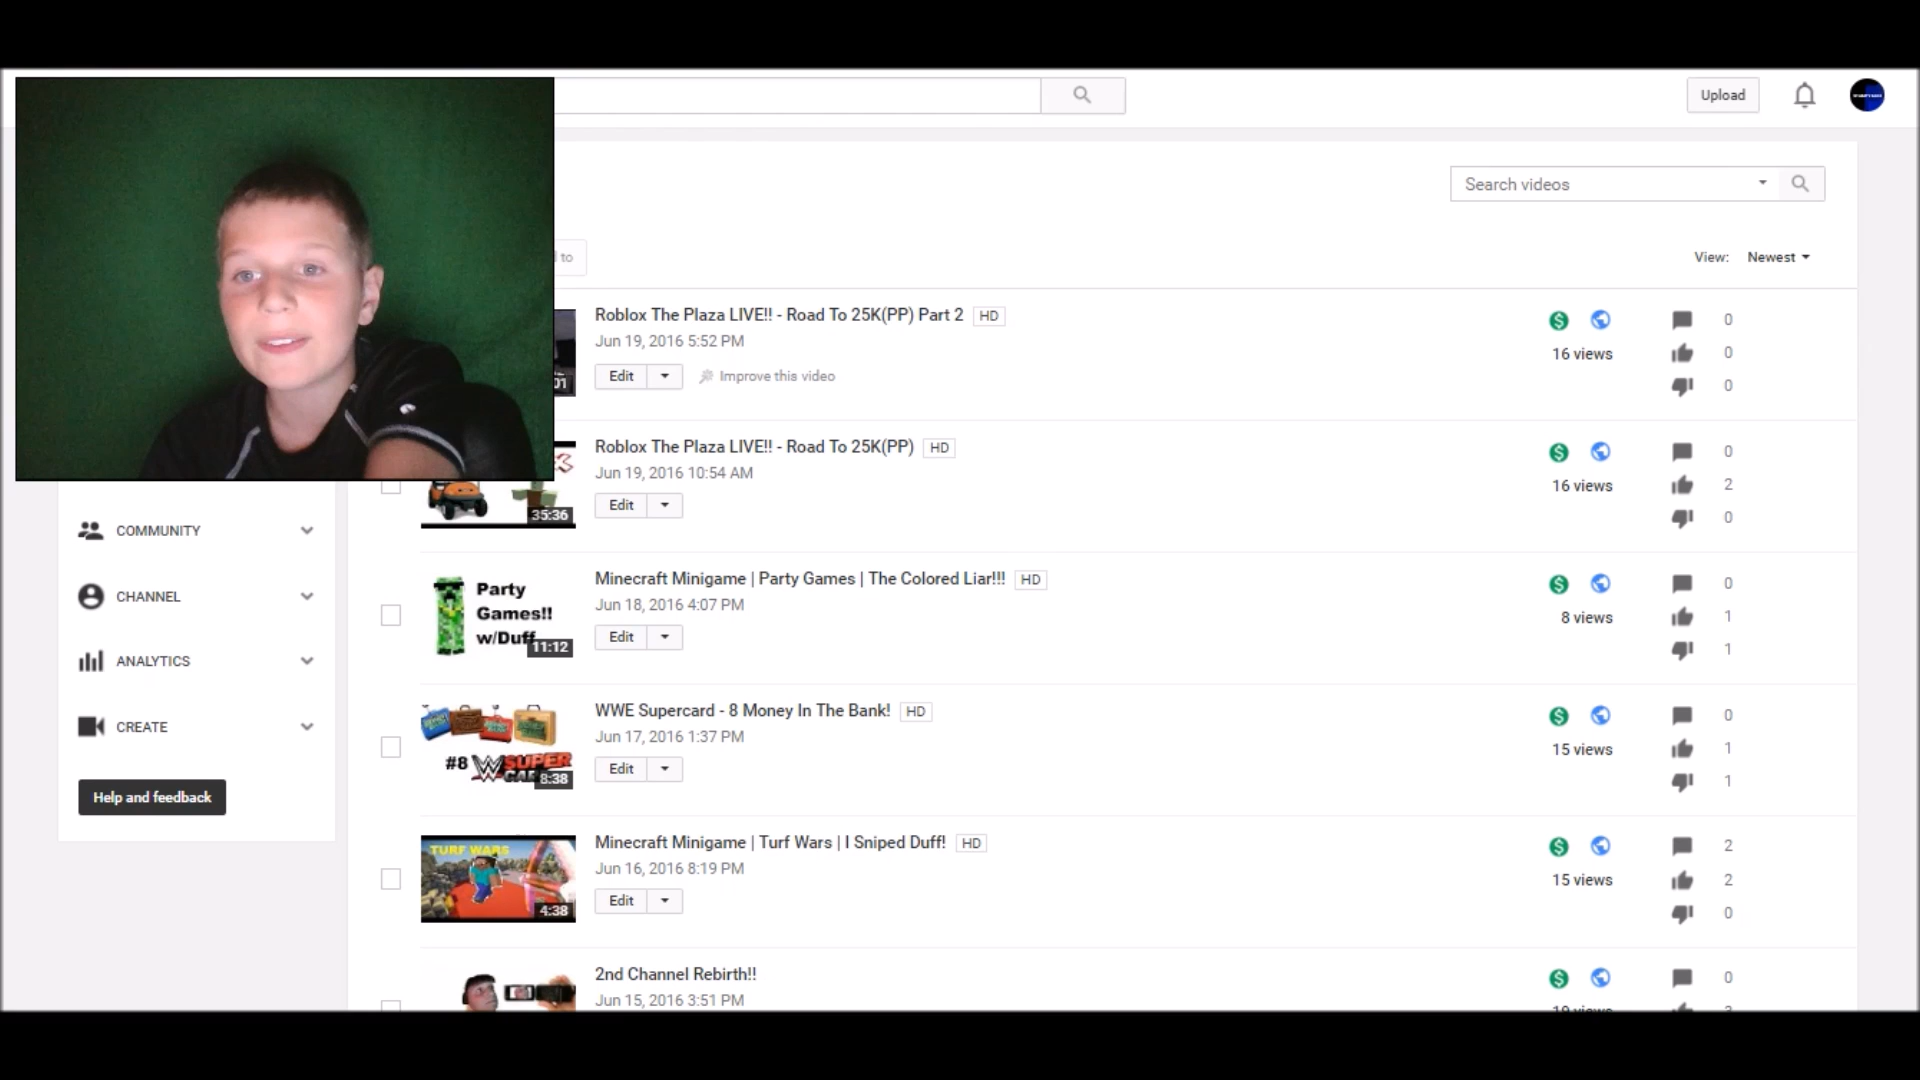 Upload
Search videos
d to
View: Newest
Roblox The Plaza LIVE!! - Road To 25K(PP) Part 2 HD
Jun 19, 2016 5:52 PM
Edit Improve this video
01
16 views
0
0
0
Roblox The Plaza LIVE!! - Road To 25K(PP) HD
Jun 19, 2016 10:54 AM
Edit
35:36
16 views
0
2
0
COMMUNITY
CHANNEL
ANALYTICS
CREATE
Help and feedback
Party
Games!!
w/Duff
11:12
Minecraft Minigame | Party Games | The Colored Liar!!! HD
Jun 18, 2016 4:07 PM
Edit
8 views
0
1
1
#8 W SUPER
8:38
WWE Supercard - 8 Money In The Bank! HD
Jun 17, 2016 1:37 PM
Edit
15 views
0
1
1
TURF WARS
4:38
Minecraft Minigame | Turf Wars | I Sniped Duff! HD
Jun 16, 2016 8:19 PM
Edit
15 views
2
2
0
2nd Channel Rebirth!!
Jun 15, 2016 3:51 PM
0